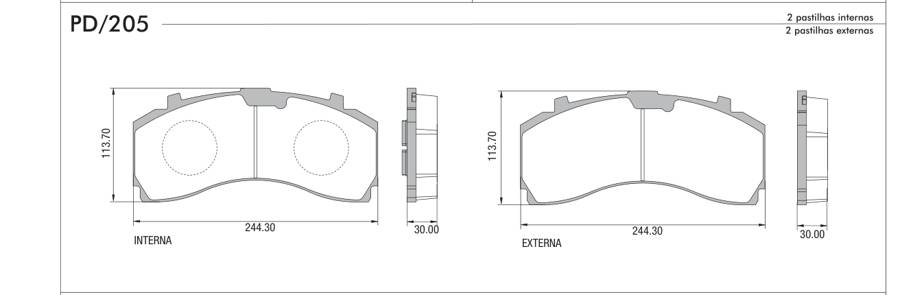 PD/205
2 pastilhas internas
2 pastilhas externas
113.70
244.30
30.00
INTERNA
113.70
244.30
30.00
EXTERNA